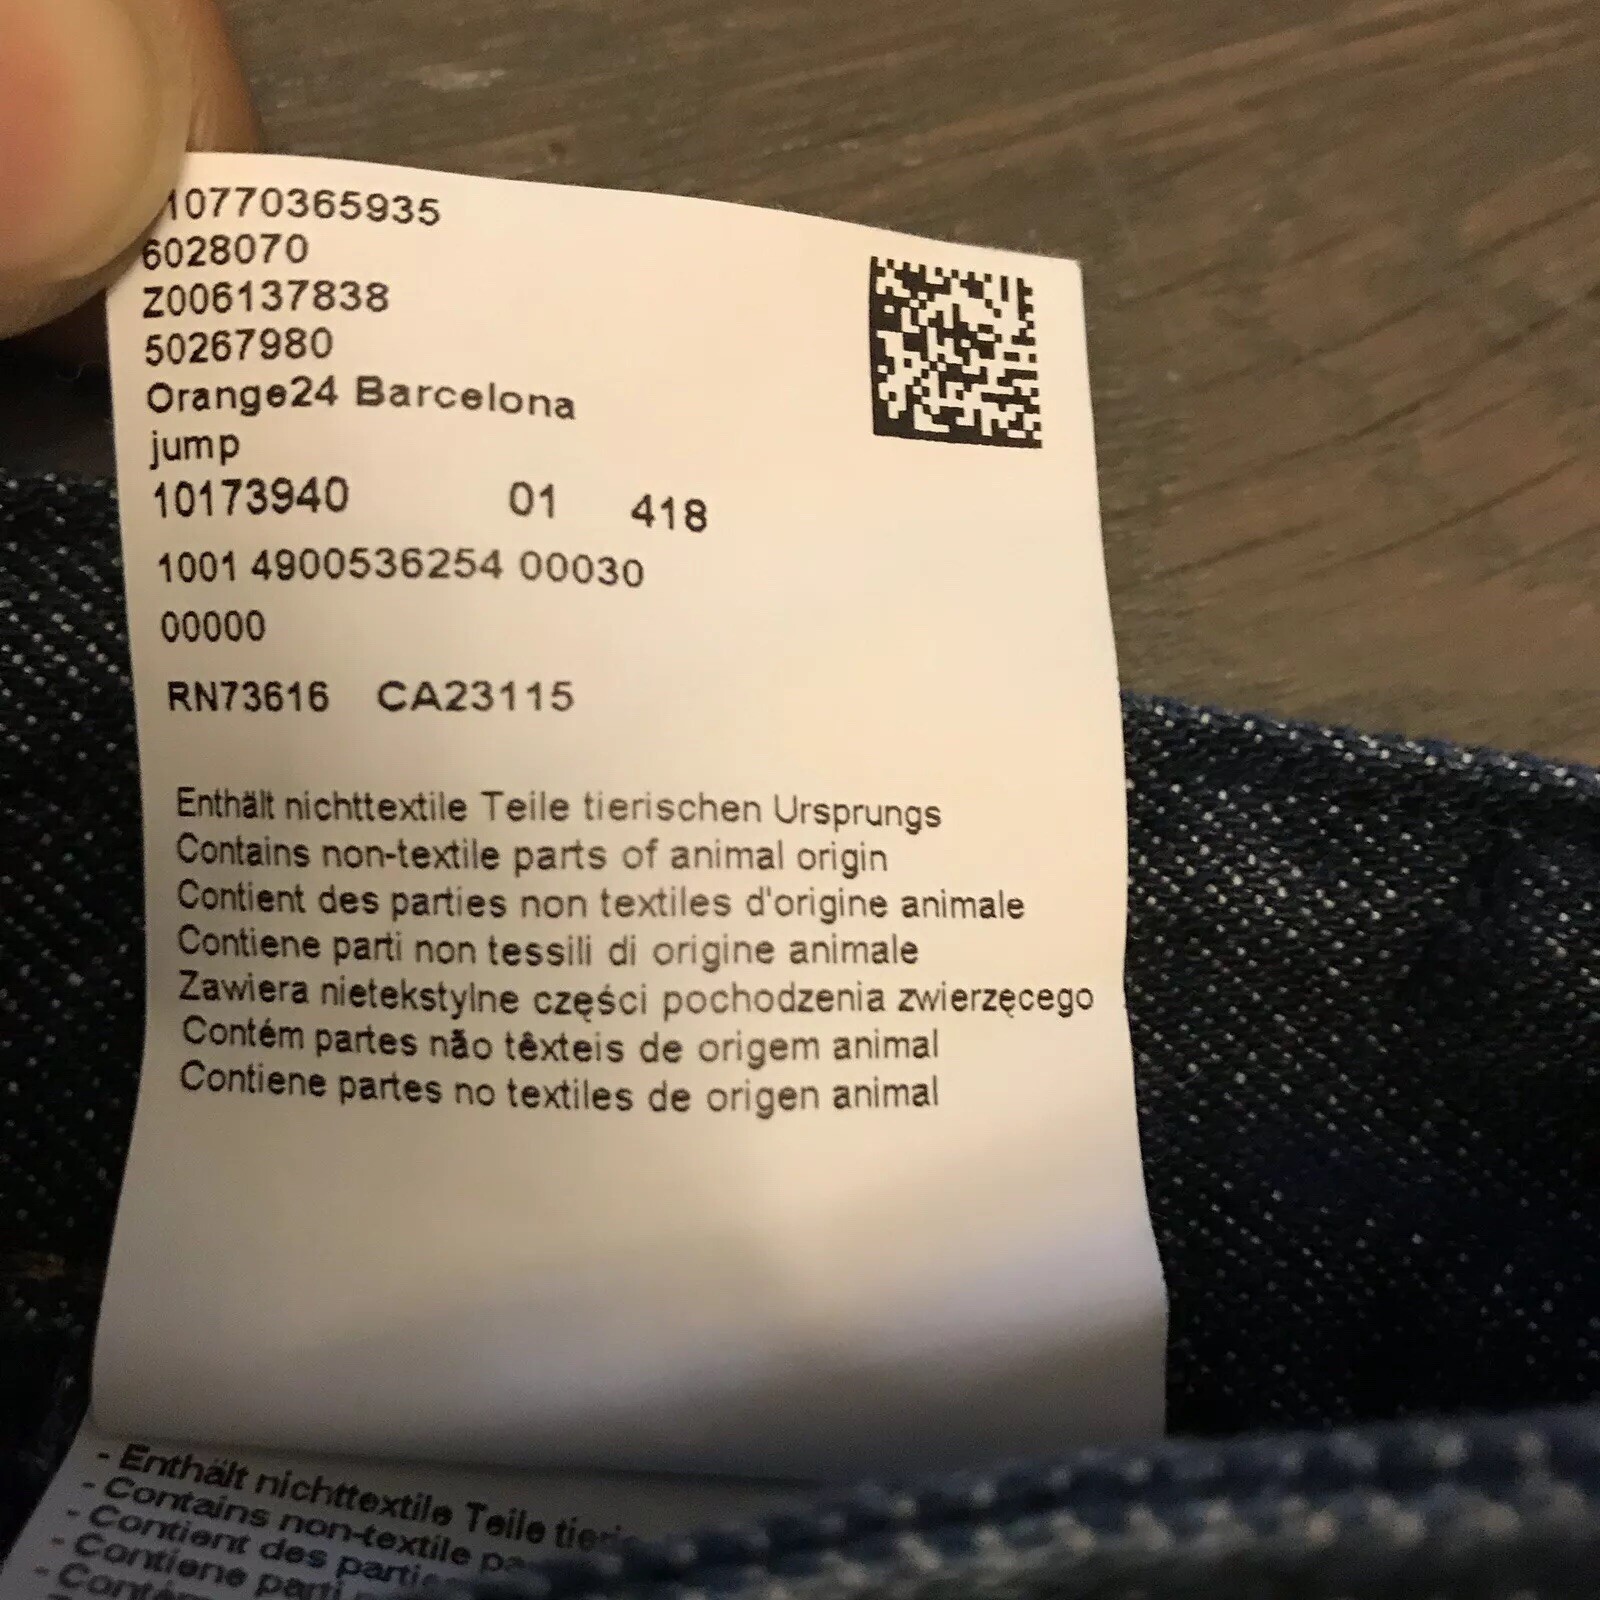 10770365935
6028070
Z006137838
50267980
Orange24 Barcelona
jump
10173940 01 418
1001 4900536254 00030
00000
RN73616 CA23115
Enthält nichttextile Teile tierischen Ursprungs
Contains non-textile parts of animal origin
Contient des parties non textiles d'origine animale
Contiene parti non tessili di origine animale
Zawiera nietekstylne części pochodzenia zwierzęcego
Contém partes não têxteis de origem animal
Contiene partes no textiles de origen animal
- Enthält nichttextile Teile
- Contains non-textile
- Contient des
- Contiene parti